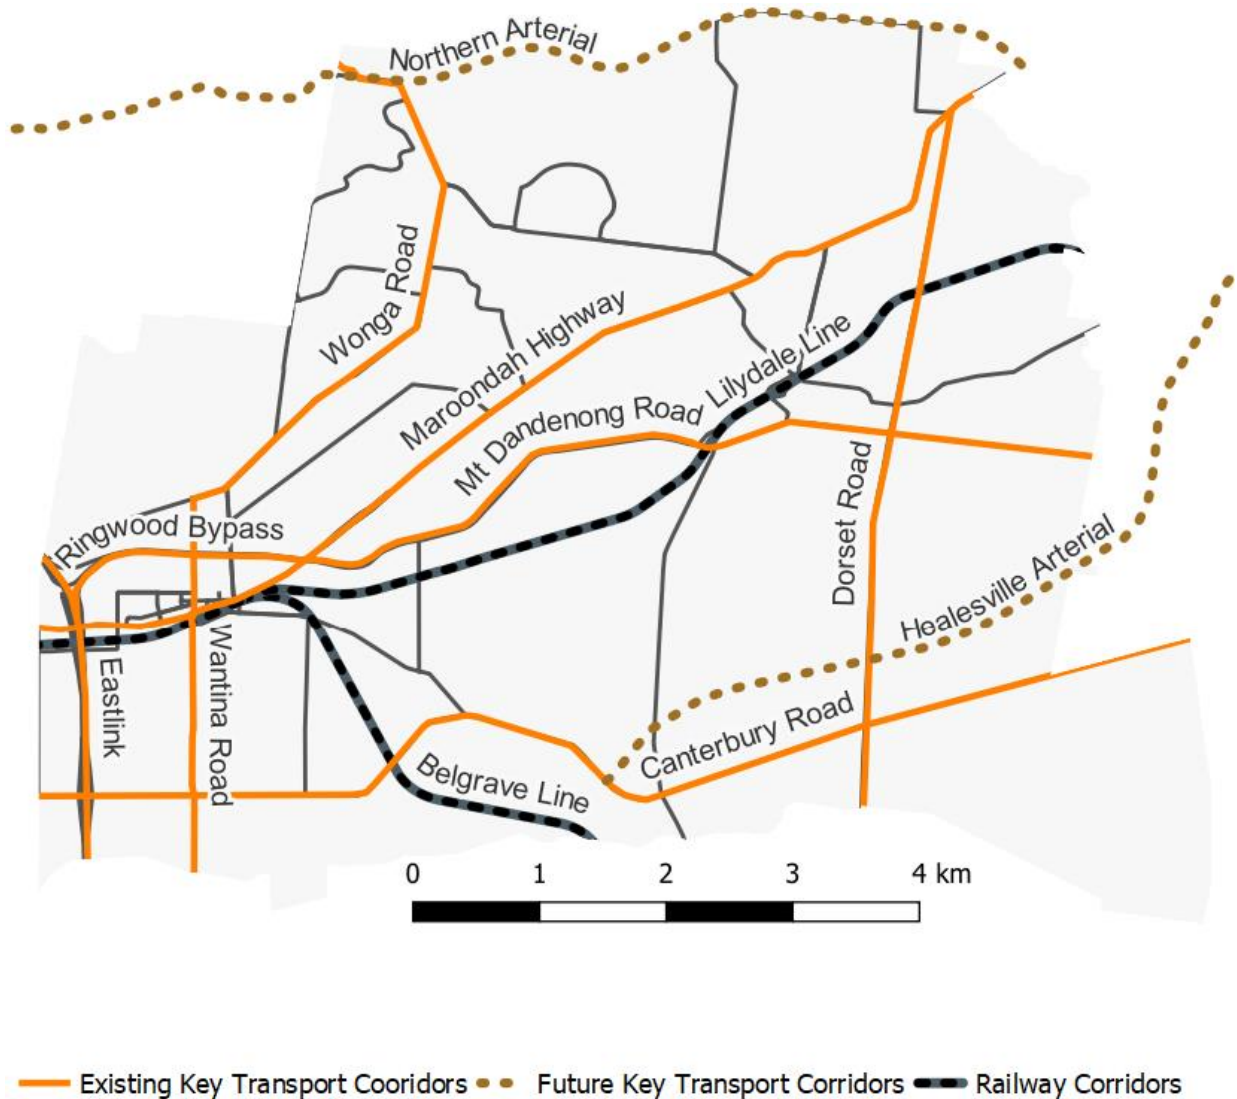 Northern Arterial
Wonga Road
Maroondah Highway
Lilydale Line
Mt Dandenong Road
Ringwood Bypass
Dorset Road
Healesville Arterial
Eastlink
Wantina Road
Canterbury Road
Belgrave Line
0 1 2 3 4 km
Existing Key Transport Cooridors Future Key Transport Corridors Railway Corridors